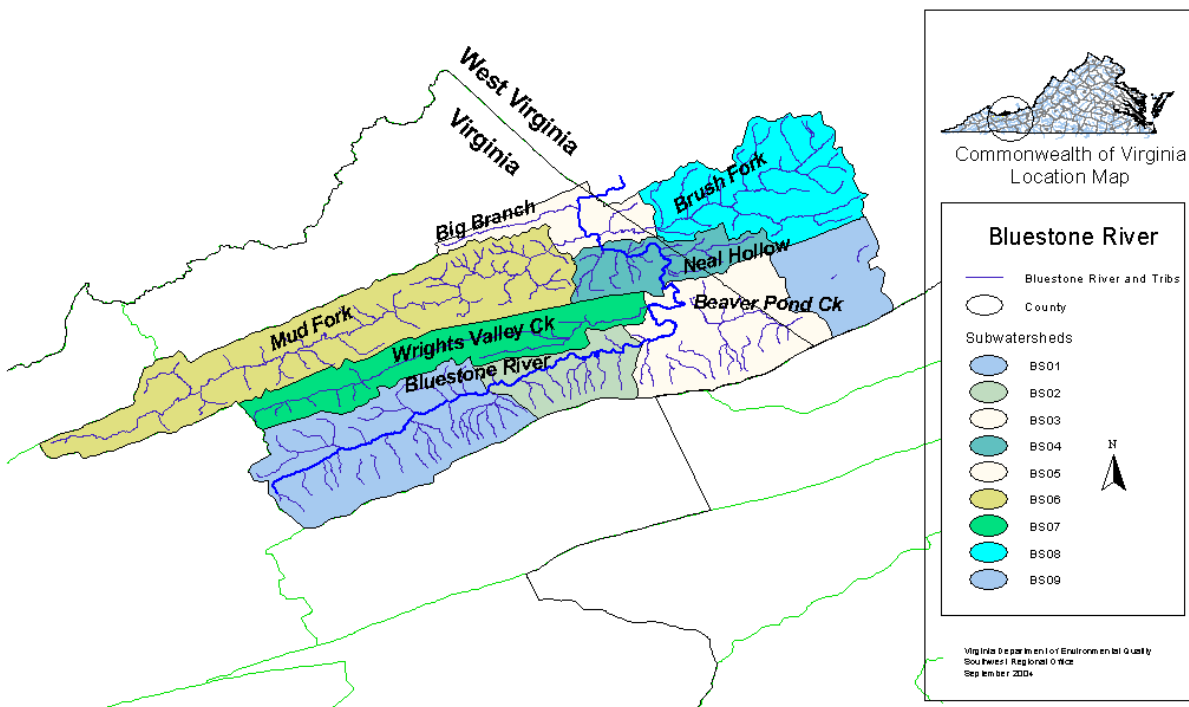 West Virginia
Virginia
Big Branch
Brush Fork
Neal Hollow
Mud Fork
Beaver Pond Ck
Wrights Valley Ck
Bluestone River
Commonwealth of Virginia
Location Map
Bluestone River
Bluestone River and Tribs
County
Subwatersheds
BS01
BS02
BS03
BS04
BS05
BS06
BS07
BS08
BS09
N
Virginia Department of Environmental Quality
Southwest Regional Office
September 2004